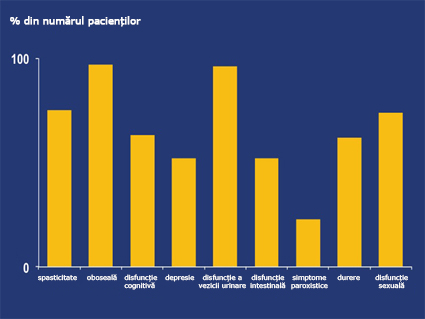 % din numărul pacienților
100
0
spasticitate
oboseală
disfuncție
cognitivă
depresie
disfuncție a
vezicii urinare
disfuncție
intestinală
simptome
paroxistice
durere
disfuncție
sexuală